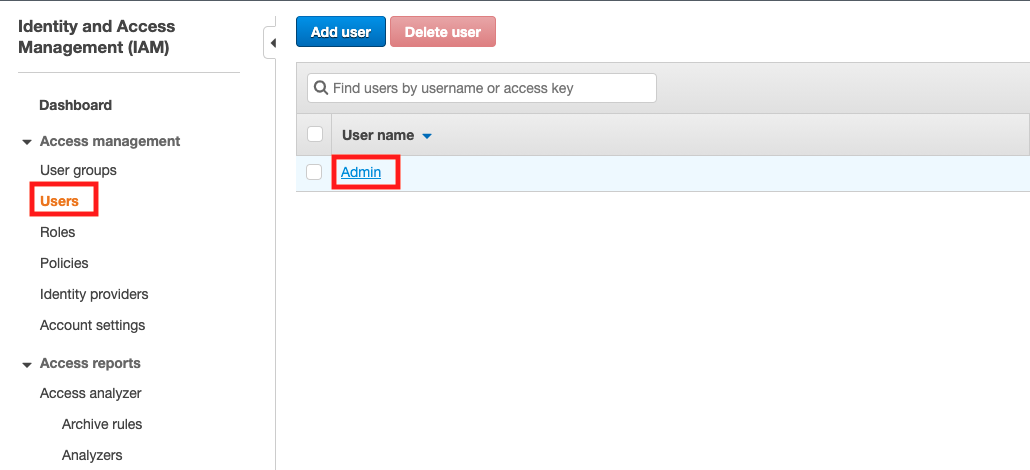 Identity and Access
Management (IAM)
Dashboard
Access management
User groups
Users
Roles
Policies
Identity providers
Account settings
Access reports
Access analyzer
Archive rules
Analyzers
Add user
Delete user
Find users by username or access key
User name
Admin